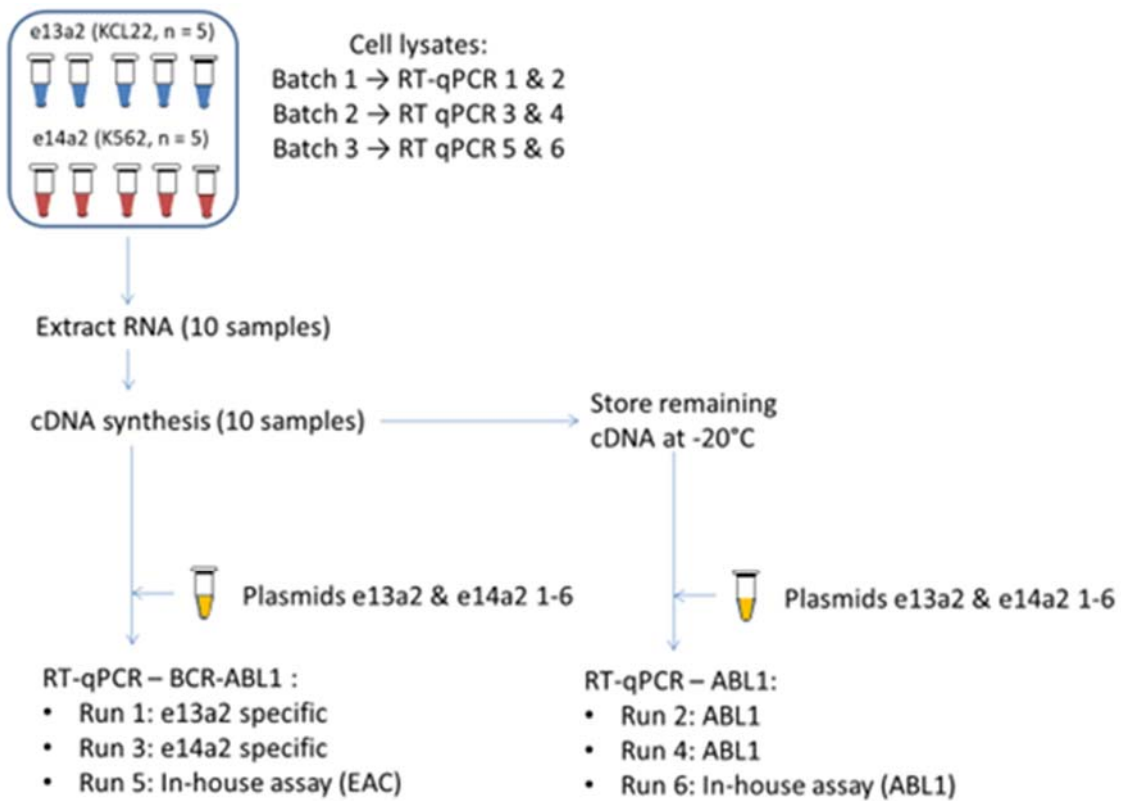 e13a2 (KCL22, n = 5)
e14a2 (K562, n = 5)
Cell lysates:
Batch 1 → RT-qPCR 1 & 2
Batch 2 → RT qPCR 3 & 4
Batch 3 → RT qPCR 5 & 6
Extract RNA (10 samples)
cDNA synthesis (10 samples)
Store remaining
cDNA at -20°C
Plasmids e13a2 & e14a2 1-6
Plasmids e13a2 & e14a2 1-6
RT-qPCR – BCR-ABL1 :
• Run 1: e13a2 specific
• Run 3: e14a2 specific
• Run 5: In-house assay (EAC)
RT-qPCR – ABL1:
• Run 2: ABL1
• Run 4: ABL1
• Run 6: In-house assay (ABL1)